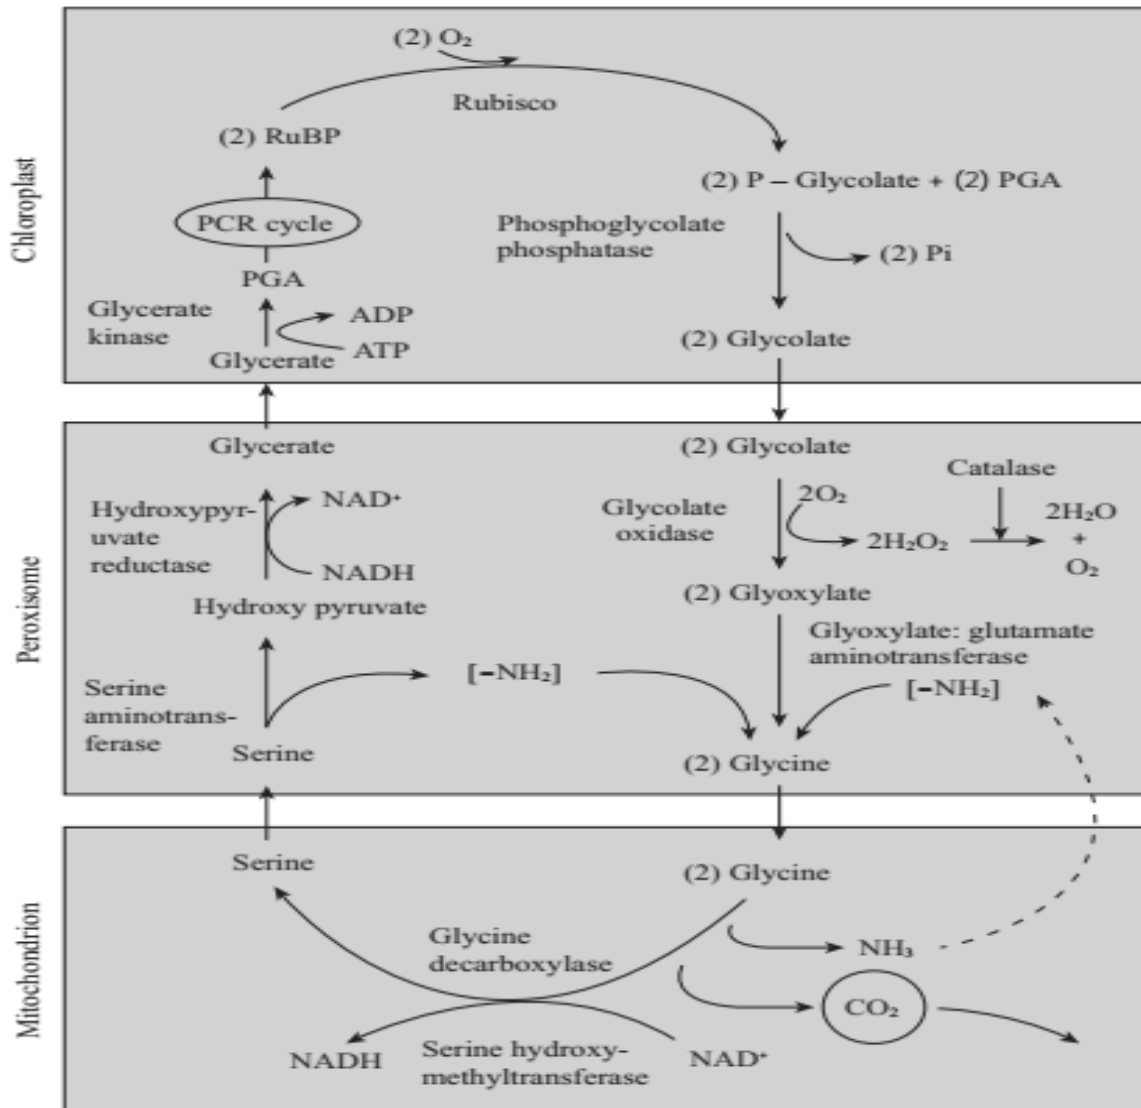 Chloroplast
(2) O₂
Rubisco
(2) RuBP
(2) P – Glycolate + (2) PGA
PCR cycle
Phosphoglycolate
phosphatase
(2) Pi
PGA
Glycerate
kinase
ADP
ATP
Glycerate
(2) Glycolate
Peroxisome
Glycerate
(2) Glycolate
Catalase
Hydroxypyr-
uvate
reductase
NAD⁺
NADH
Glycolate
oxidase
2O₂
2H₂O₂
2H₂O
+
O₂
Hydroxy pyruvate
(2) Glyoxylate
Glyoxylate: glutamate
aminotransferase
[-NH₂]
[-NH₂]
Serine
aminotrans-
ferase
Serine
(2) Glycine
Mitochondrion
Serine
(2) Glycine
Glycine
decarboxylase
NH₃
CO₂
NADH
Serine hydroxy-
methyltransferase
NAD⁺